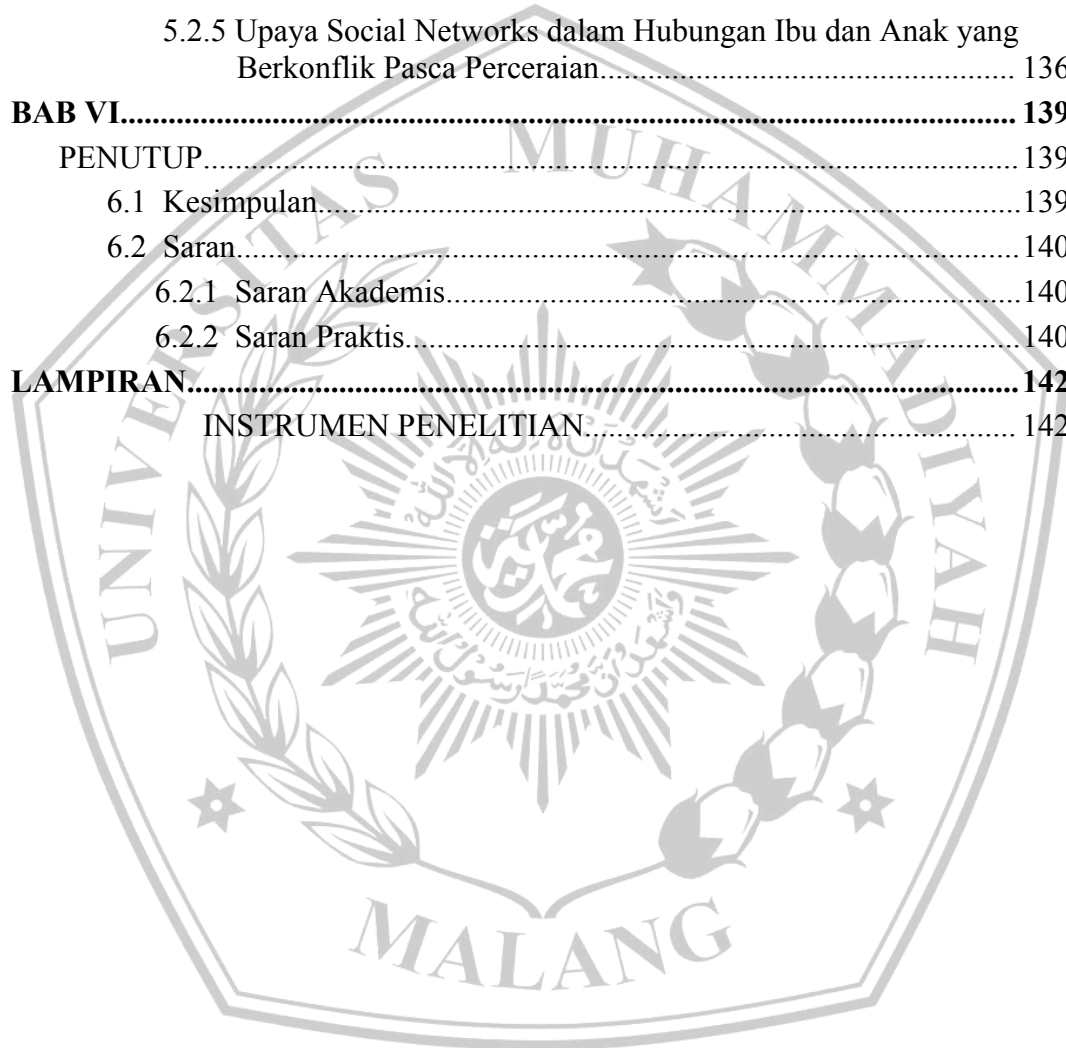 5.2.5 Upaya Social Networks dalam Hubungan Ibu dan Anak yang
Berkonflik Pasca Perceraian................................................... 136
BAB VI.............................................................................................. 139
PENUTUP........................................................................................ 139
6.1 Kesimpulan..................................................................................139
6.2 Saran........................................................................................... 140
6.2.1 Saran Akademis.....................................................................140
6.2.2 Saran Praktis......................................................................... 140
LAMPIRAN........................................................................................142
INSTRUMEN PENELITIAN..................................................... 142
UNIVERSITAS MUHAMMADIYAH
MALANG